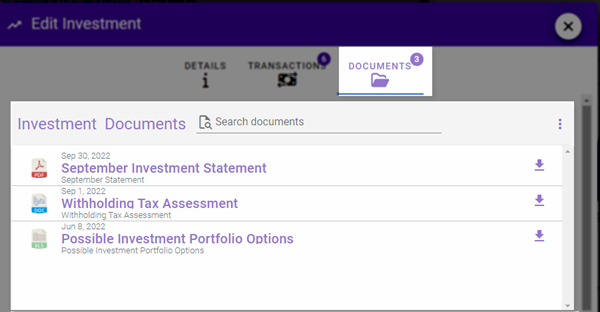 Edit Investment
DETAILS
TRANSACTIONS 6
DOCUMENTS 3
Investment Documents
Search documents
Sep 30, 2022
September Investment Statement
September Statement
PDF
Sep 1, 2022
Withholding Tax Assessment
Withholding Tax Assessment
DOC
Jun 8, 2022
Possible Investment Portfolio Options
Possible Investment Portfolio Options
XLS